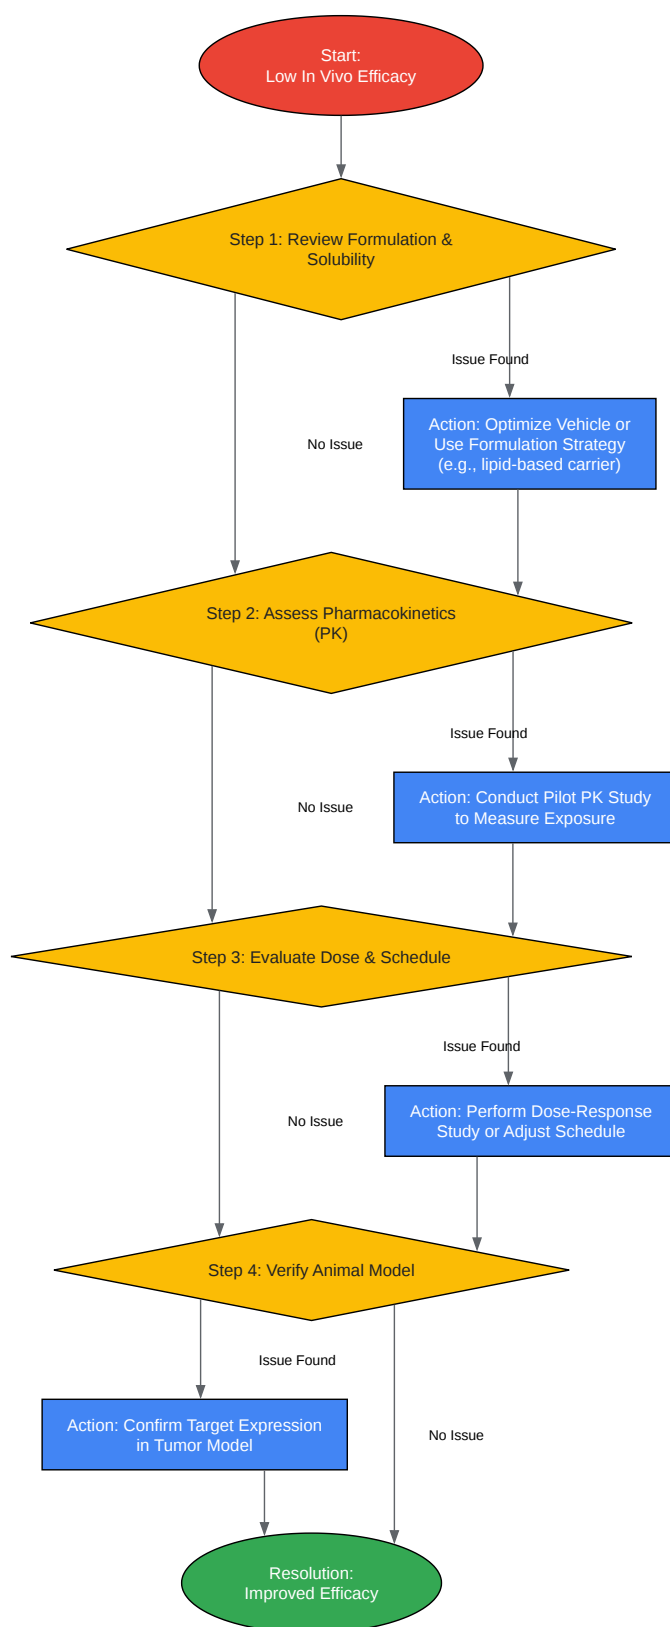 Start:
Low In Vivo Efficacy
Step 1: Review Formulation &
Solubility
Issue Found
Action: Optimize Vehicle or
Use Formulation Strategy
(e.g., lipid-based carrier)
No Issue
Step 2: Assess Pharmacokinetics
(PK)
Issue Found
Action: Conduct Pilot PK Study
to Measure Exposure
No Issue
Step 3: Evaluate Dose & Schedule
Issue Found
Action: Perform Dose-Response
Study or Adjust Schedule
No Issue
Step 4: Verify Animal Model
Issue Found
Action: Confirm Target Expression
in Tumor Model
No Issue
Resolution:
Improved Efficacy